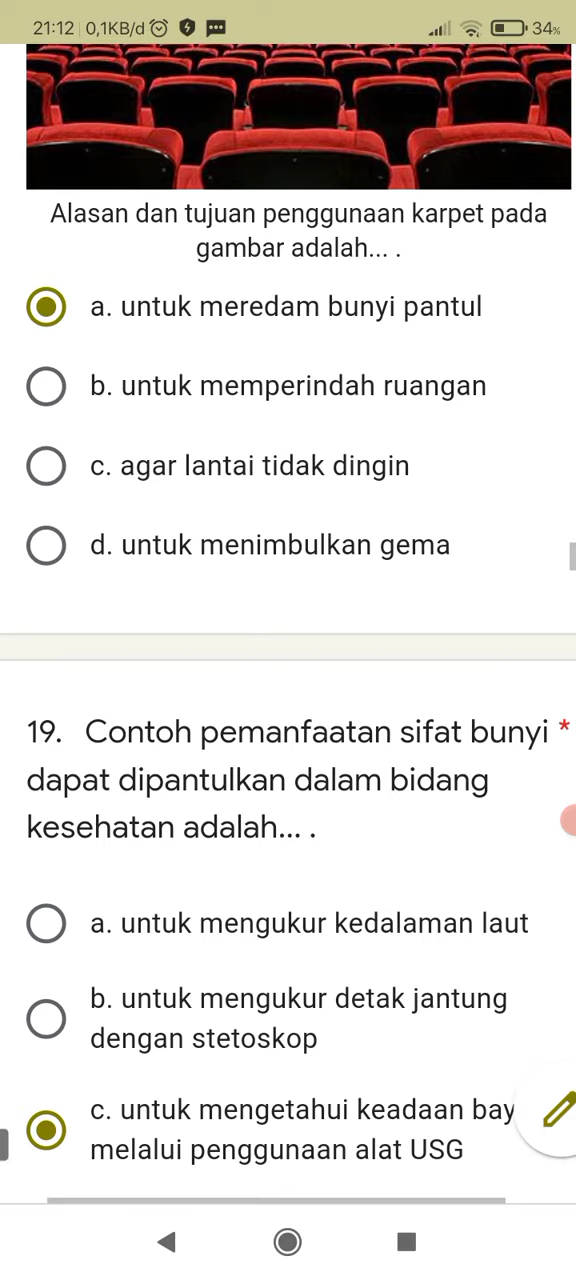 21:12 0,1KB/d 34%
Alasan dan tujuan penggunaan karpet pada
gambar adalah... .
a. untuk meredam bunyi pantul
b. untuk memperindah ruangan
c. agar lantai tidak dingin
d. untuk menimbulkan gema
19. Contoh pemanfaatan sifat bunyi *
dapat dipantulkan dalam bidang
kesehatan adalah... .
a. untuk mengukur kedalaman laut
b. untuk mengukur detak jantung
dengan stetoskop
c. untuk mengetahui keadaan bay
melalui penggunaan alat USG